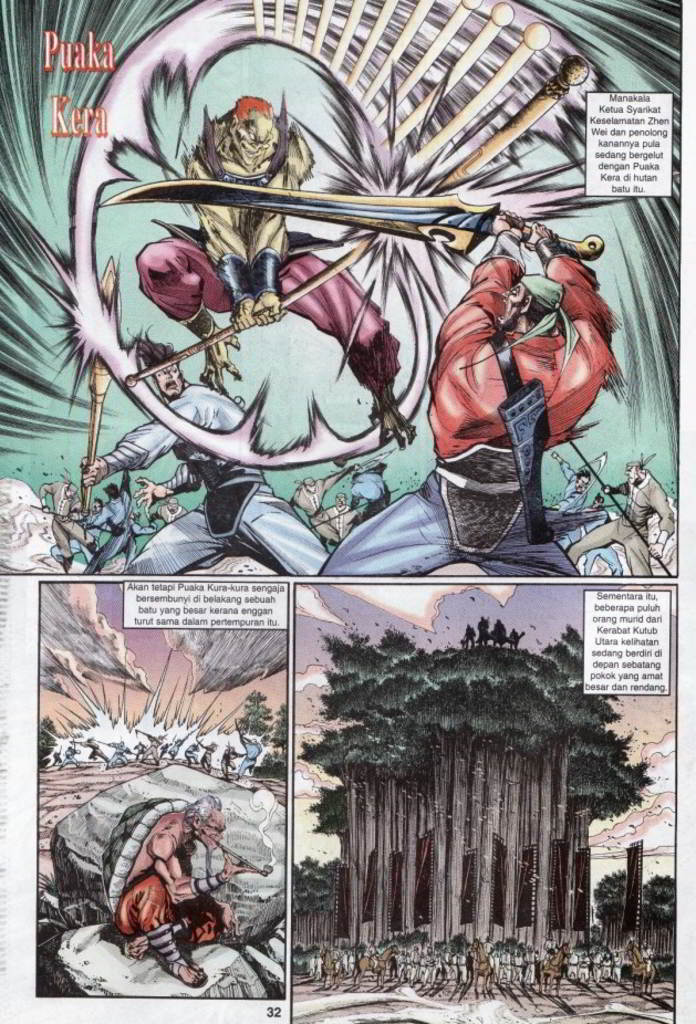 Puaka
Kera
Manakala
Ketua Syarikat
Keselamatan Zhen
Wei dan penolong
kanannya pula
sedang bergelut
dengan Puaka
Kera di hutan
batu itu.
Akan tetapi Puaka Kura-kura sengaja
bersembunyi di belakang sebuah
batu yang besar kerana enggan
turut sama dalam pertempuran itu.
Sementara itu,
beberapa puluh
orang murid dari
Kerabat Kutub
Utara kelihatan
sedang berdiri di
depan sebatang
pokok yang amat
besar dan rendang.
32